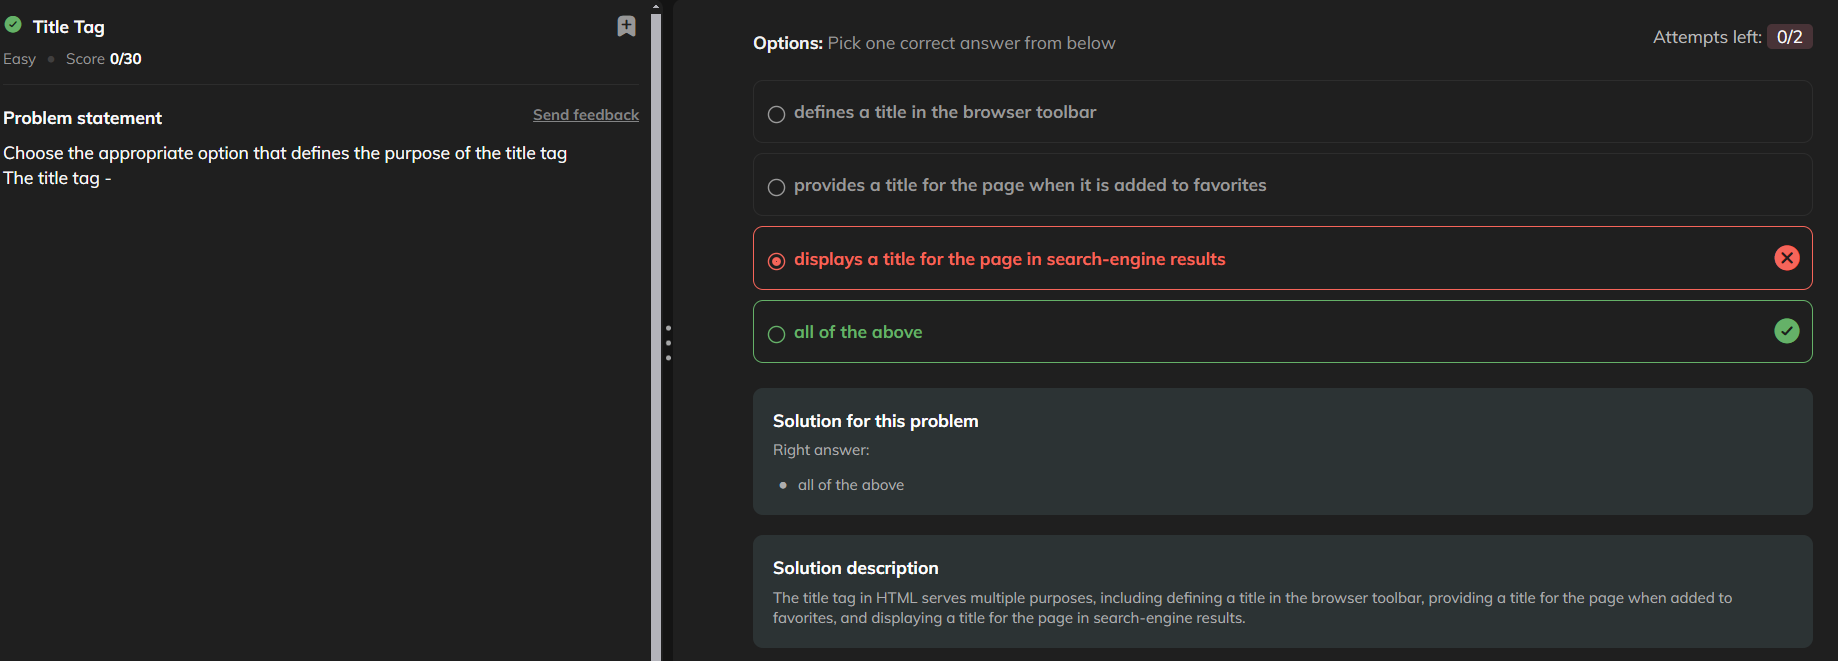 Title Tag
Easy • Score 0/30
Problem statement
Send feedback
Choose the appropriate option that defines the purpose of the title tag
The title tag -
Options: Pick one correct answer from below
Attempts left: 0/2
defines a title in the browser toolbar
provides a title for the page when it is added to favorites
displays a title for the page in search-engine results
all of the above
Solution for this problem
Right answer:
• all of the above
Solution description
The title tag in HTML serves multiple purposes, including defining a title in the browser toolbar, providing a title for the page when added to
favorites, and displaying a title for the page in search-engine results.